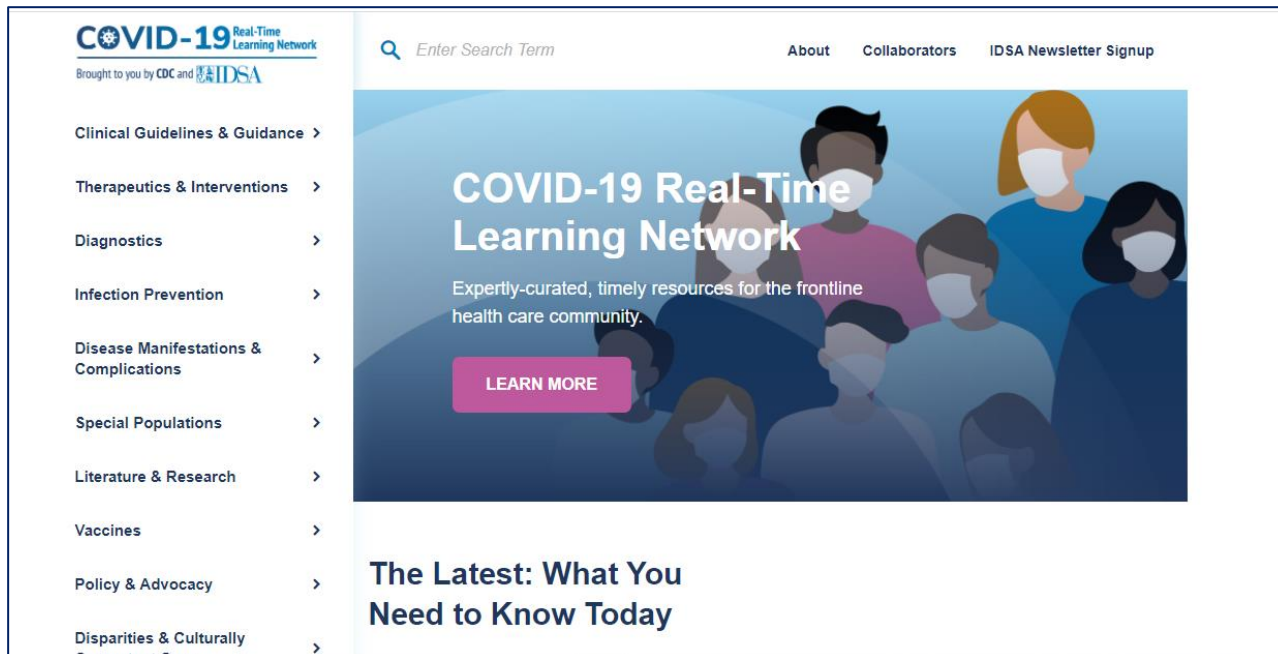 COVID-19 Real-Time
Learning Network
Brought to you by CDC and IDSA
Enter Search Term
About Collaborators IDSA Newsletter Signup
Clinical Guidelines & Guidance
Therapeutics & Interventions
Diagnostics
Infection Prevention
Disease Manifestations &
Complications
Special Populations
Literature & Research
Vaccines
Policy & Advocacy
Disparities & Culturally
COVID-19 Real-Time
Learning Network
Expertly-curated, timely resources for the frontline
health care community.
LEARN MORE
The Latest: What You
Need to Know Today